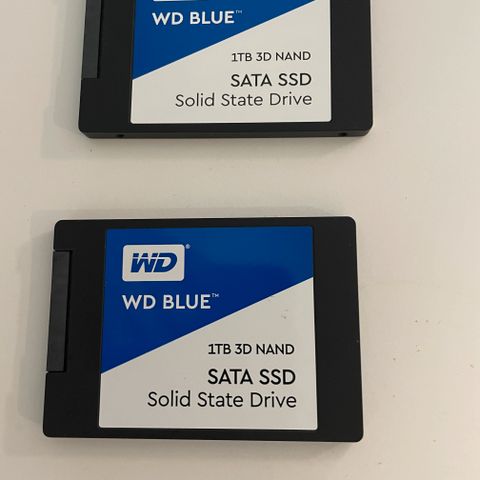 WD BLUE™
1TB 3D NAND
SATA SSD
Solid State Drive
WD®
WD BLUE™
1TB 3D NAND
SATA SSD
Solid State Drive